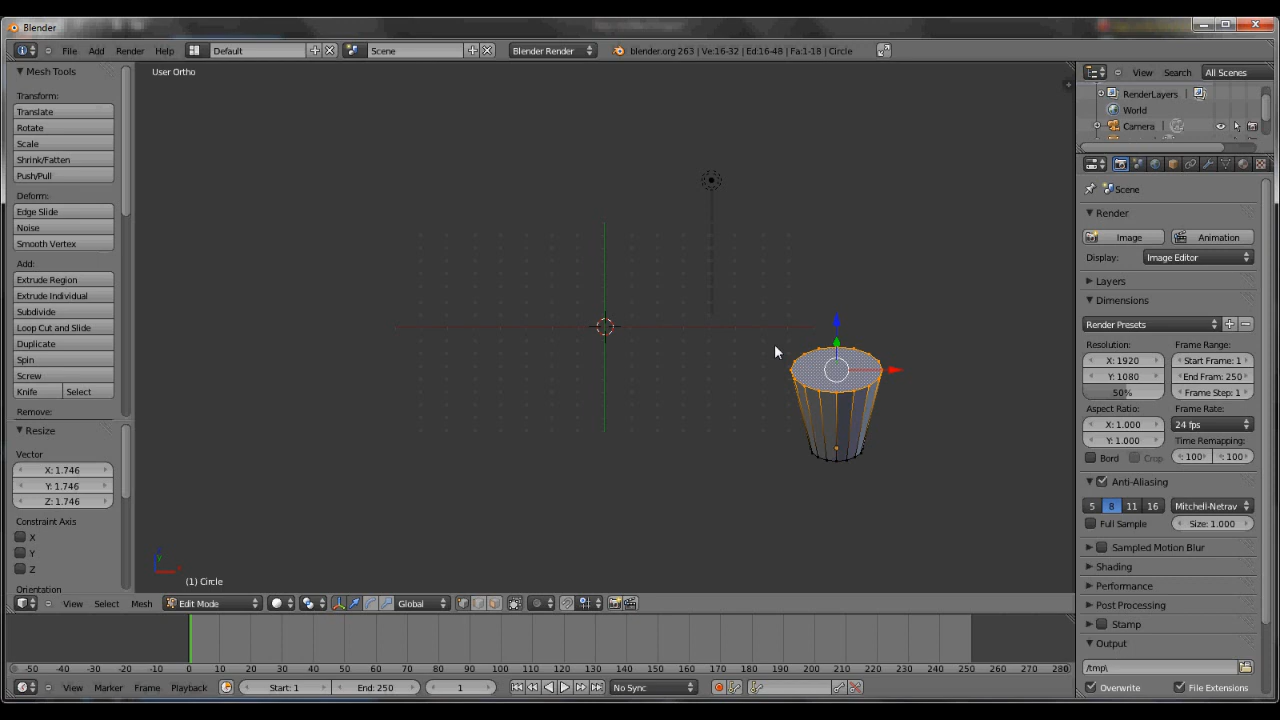 Blender
File Add Render Help Default Scene Blender Render blender.org 263 | Ve:16-32 | Ed:16-48 | Fa:1-18 | Circle
Mesh Tools
Transform:
Translate
Rotate
Scale
Shrink/Fatten
Push/Pull
Deform:
Edge Slide
Noise
Smooth Vertex
Add:
Extrude Region
Extrude Individual
Subdivide
Loop Cut and Slide
Duplicate
Spin
Screw
Knife Select
Remove:
Resize
Vector
X: 1.746
Y: 1.746
Z: 1.746
Constraint Axis
X
Y
Z
Orientation
User Ortho
(1) Circle
View Select Mesh Edit Mode Global
View Search All Scenes
RenderLayers
World
Camera
Scene
Render
Image Animation
Display: Image Editor
Layers
Dimensions
Render Presets
Resolution: Frame Range:
X: 1920 Start Frame: 1
Y: 1080 End Fram: 250
50% Frame Step: 1
Aspect Ratio: Frame Rate:
X: 1.000 24 fps
Y: 1.000 Time Remapping:
Bord Crop : 100 : 100
Anti-Aliasing
5 8 11 16 Mitchell-Netrav
Full Sample Size: 1.000
Sampled Motion Blur
Shading
Performance
Post Processing
Stamp
Output
/tmp\
Overwrite File Extensions
-50 -40 -30 -20 -10 0 10 20 30 40 50 60 70 80 90 100 110 120 130 140 150 160 170 180 190 200 210 220 230 240 250 260 270 280
View Marker Frame Playback Start: 1 End: 250 1 No Sync